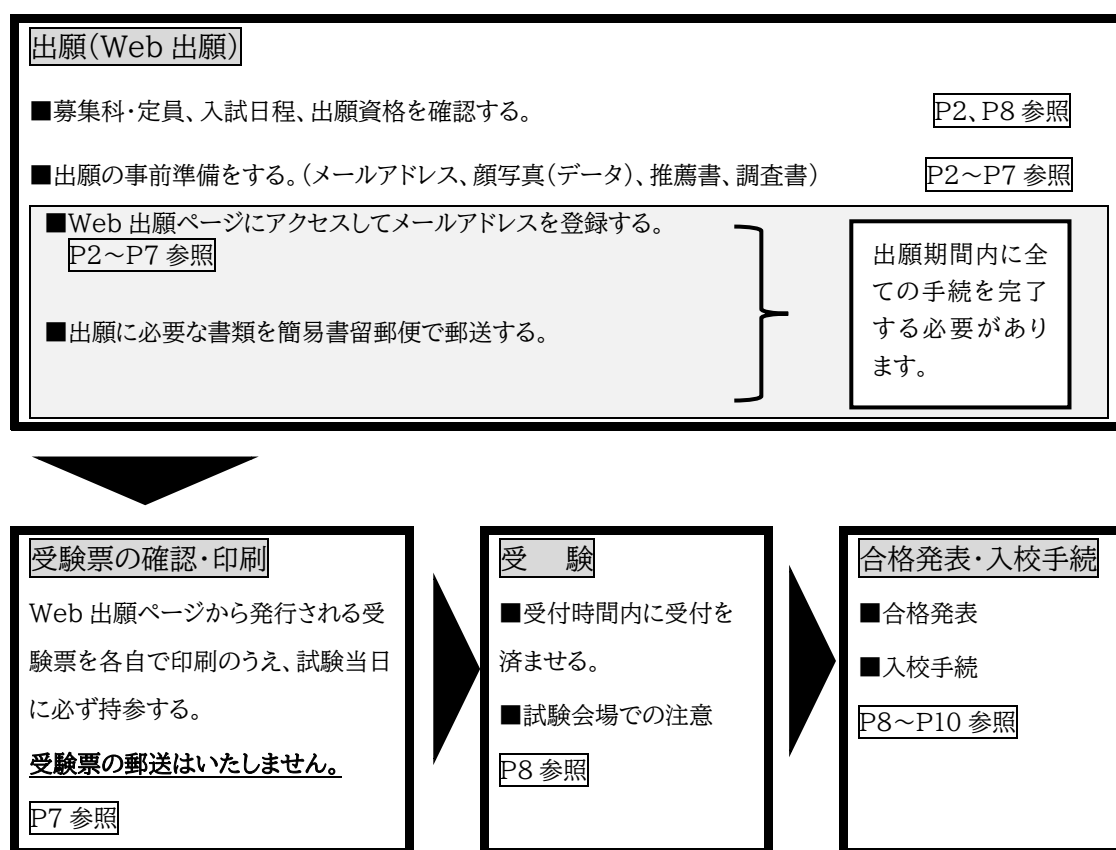 出願(Web 出願)
■募集科・定員、入試日程、出願資格を確認する。 P2、P8 参照
■出願の事前準備をする。(メールアドレス、顔写真(データ)、推薦書、調査書) P2～P7 参照
■Web 出願ページにアクセスしてメールアドレスを登録する。
P2～P7 参照
■出願に必要な書類を簡易書留郵便で郵送する。
出願期間内に全
ての手続を完了
する必要があり
ます。
受験票の確認・印刷
Web 出願ページから発行される受
験票を各自で印刷のうえ、試験当日
に必ず持参する。
受験票の郵送はいたしません。
P7 参照
受　験
■受付時間内に受付を
済ませる。
■試験会場での注意
P8 参照
合格発表・入校手続
■合格発表
■入校手続
P8～P10 参照